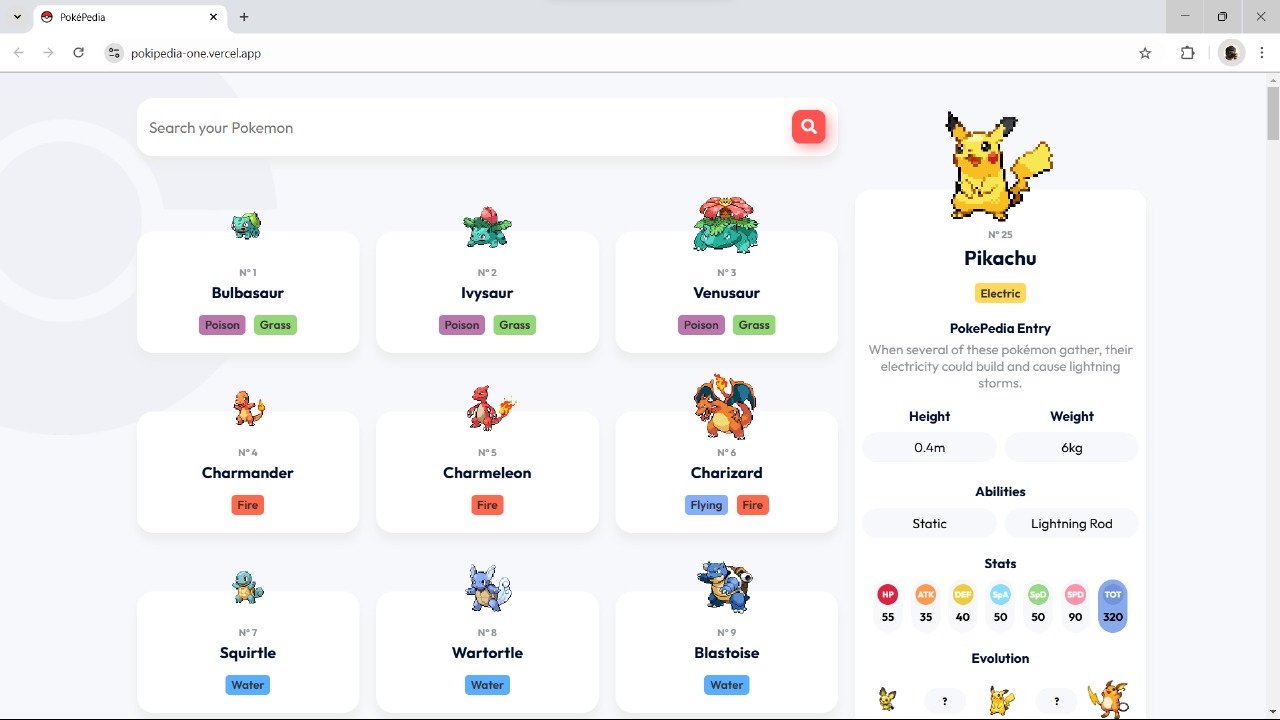 PokéPedia
pokipedia-one.vercel.app
Search your Pokemon
N° 1
Bulbasaur
Poison Grass
N° 2
Ivysaur
Poison Grass
N° 3
Venusaur
Poison Grass
N° 4
Charmander
Fire
N° 5
Charmeleon
Fire
N° 6
Charizard
Flying Fire
N° 7
Squirtle
Water
N° 8
Wartortle
Water
N° 9
Blastoise
Water
N° 25
Pikachu
Electric
PokePedia Entry
When several of these pokémon gather, their
electricity could build and cause lightning
storms.
Height Weight
0.4m 6kg
Abilities
Static Lightning Rod
Stats
HP ATK DEF SpA SpD SPD TOT
55 35 40 50 50 90 320
Evolution
? ?